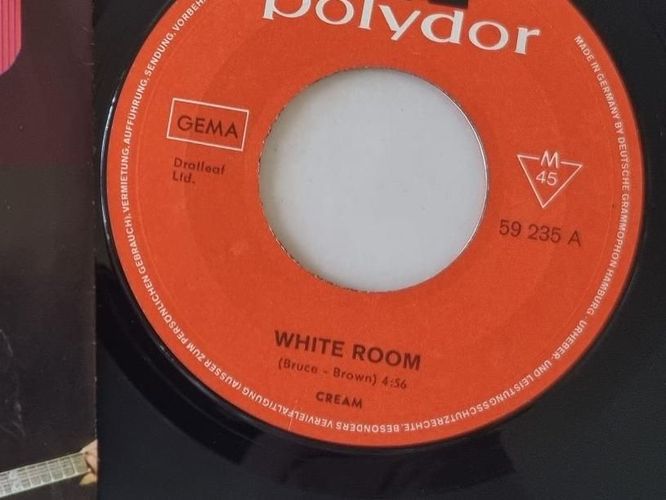 polydor
GEMA
Dratleaf
Ltd.
M
45
59 235 A
WHITE ROOM
(Bruce - Brown) 4:56
CREAM
MADE IN GERMANY BY DEUTSCHE GRAMMOPHON HAMBURG · URHEBER- UND LEISTUNGSSCHUTZRECHTE, BESONDERS VERVIELFÄLTIGUNG (AUSSER ZUM PERSÖNLICHEN GEBRAUCH), VERMIETUNG, AUFFÜHRUNG, SENDUNG, VORBEHA